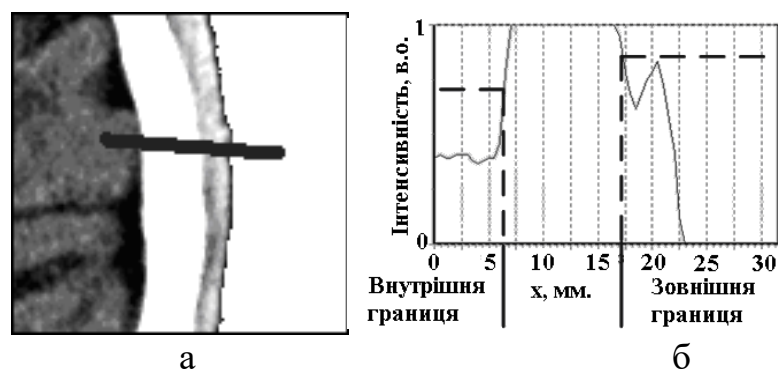 1
Інтенсивність, в.о.
0
0 5 10 15 20 25 30
Внутрішня
границя
x, мм.
Зовнішня
границя
а
б